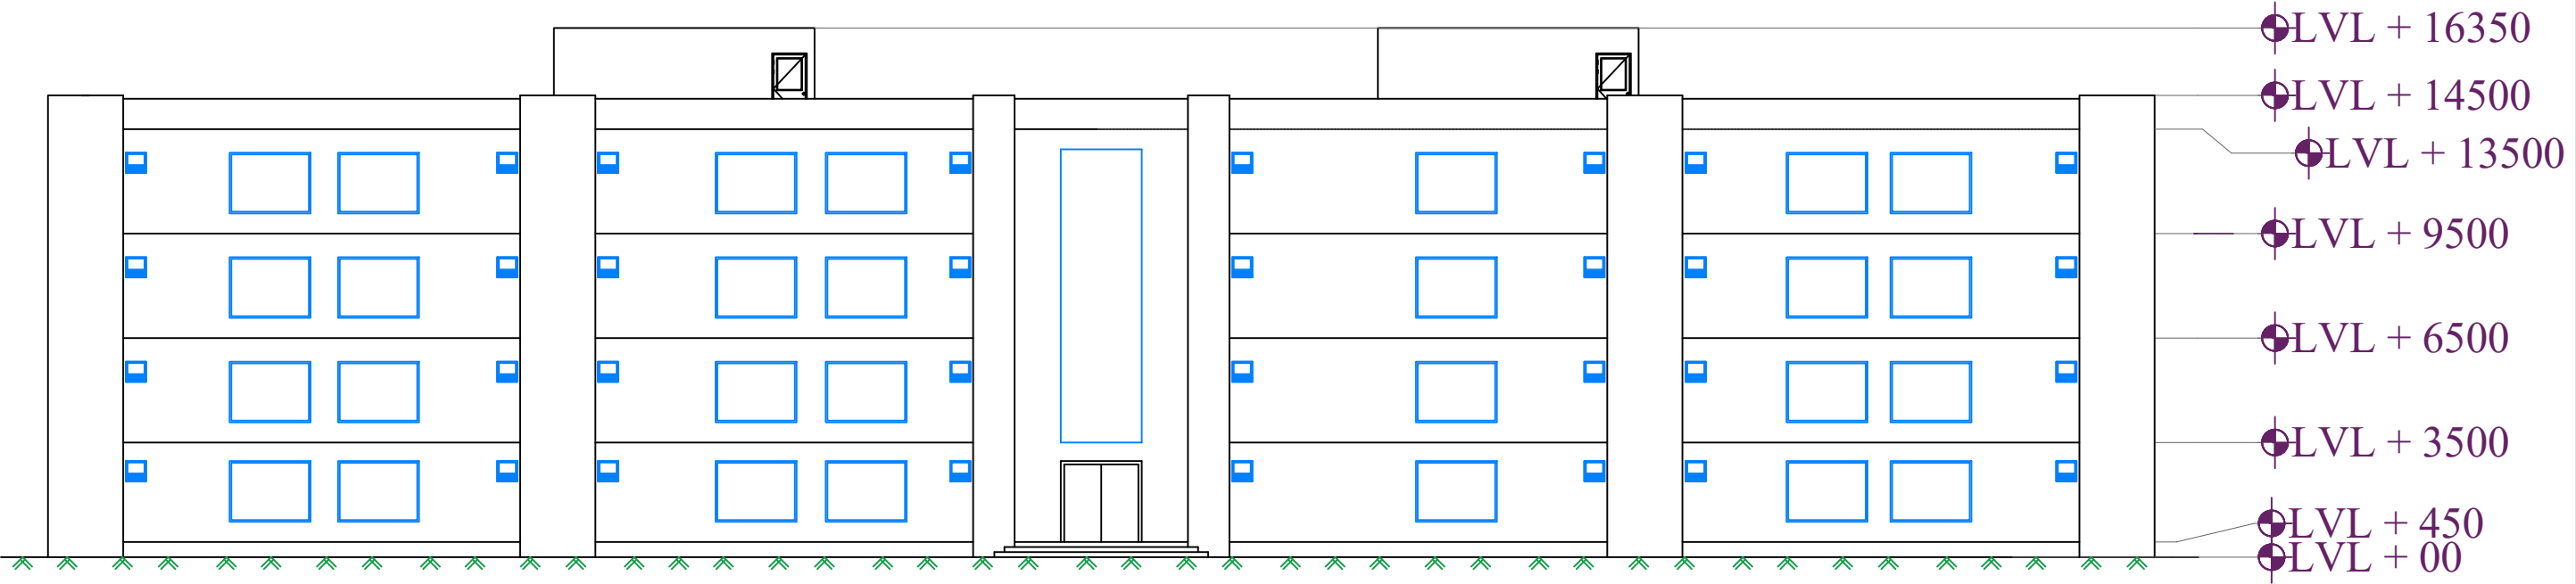 LVL + 16350
LVL + 14500
LVL + 13500
LVL + 9500
LVL + 6500
LVL + 3500
LVL + 450
LVL + 00